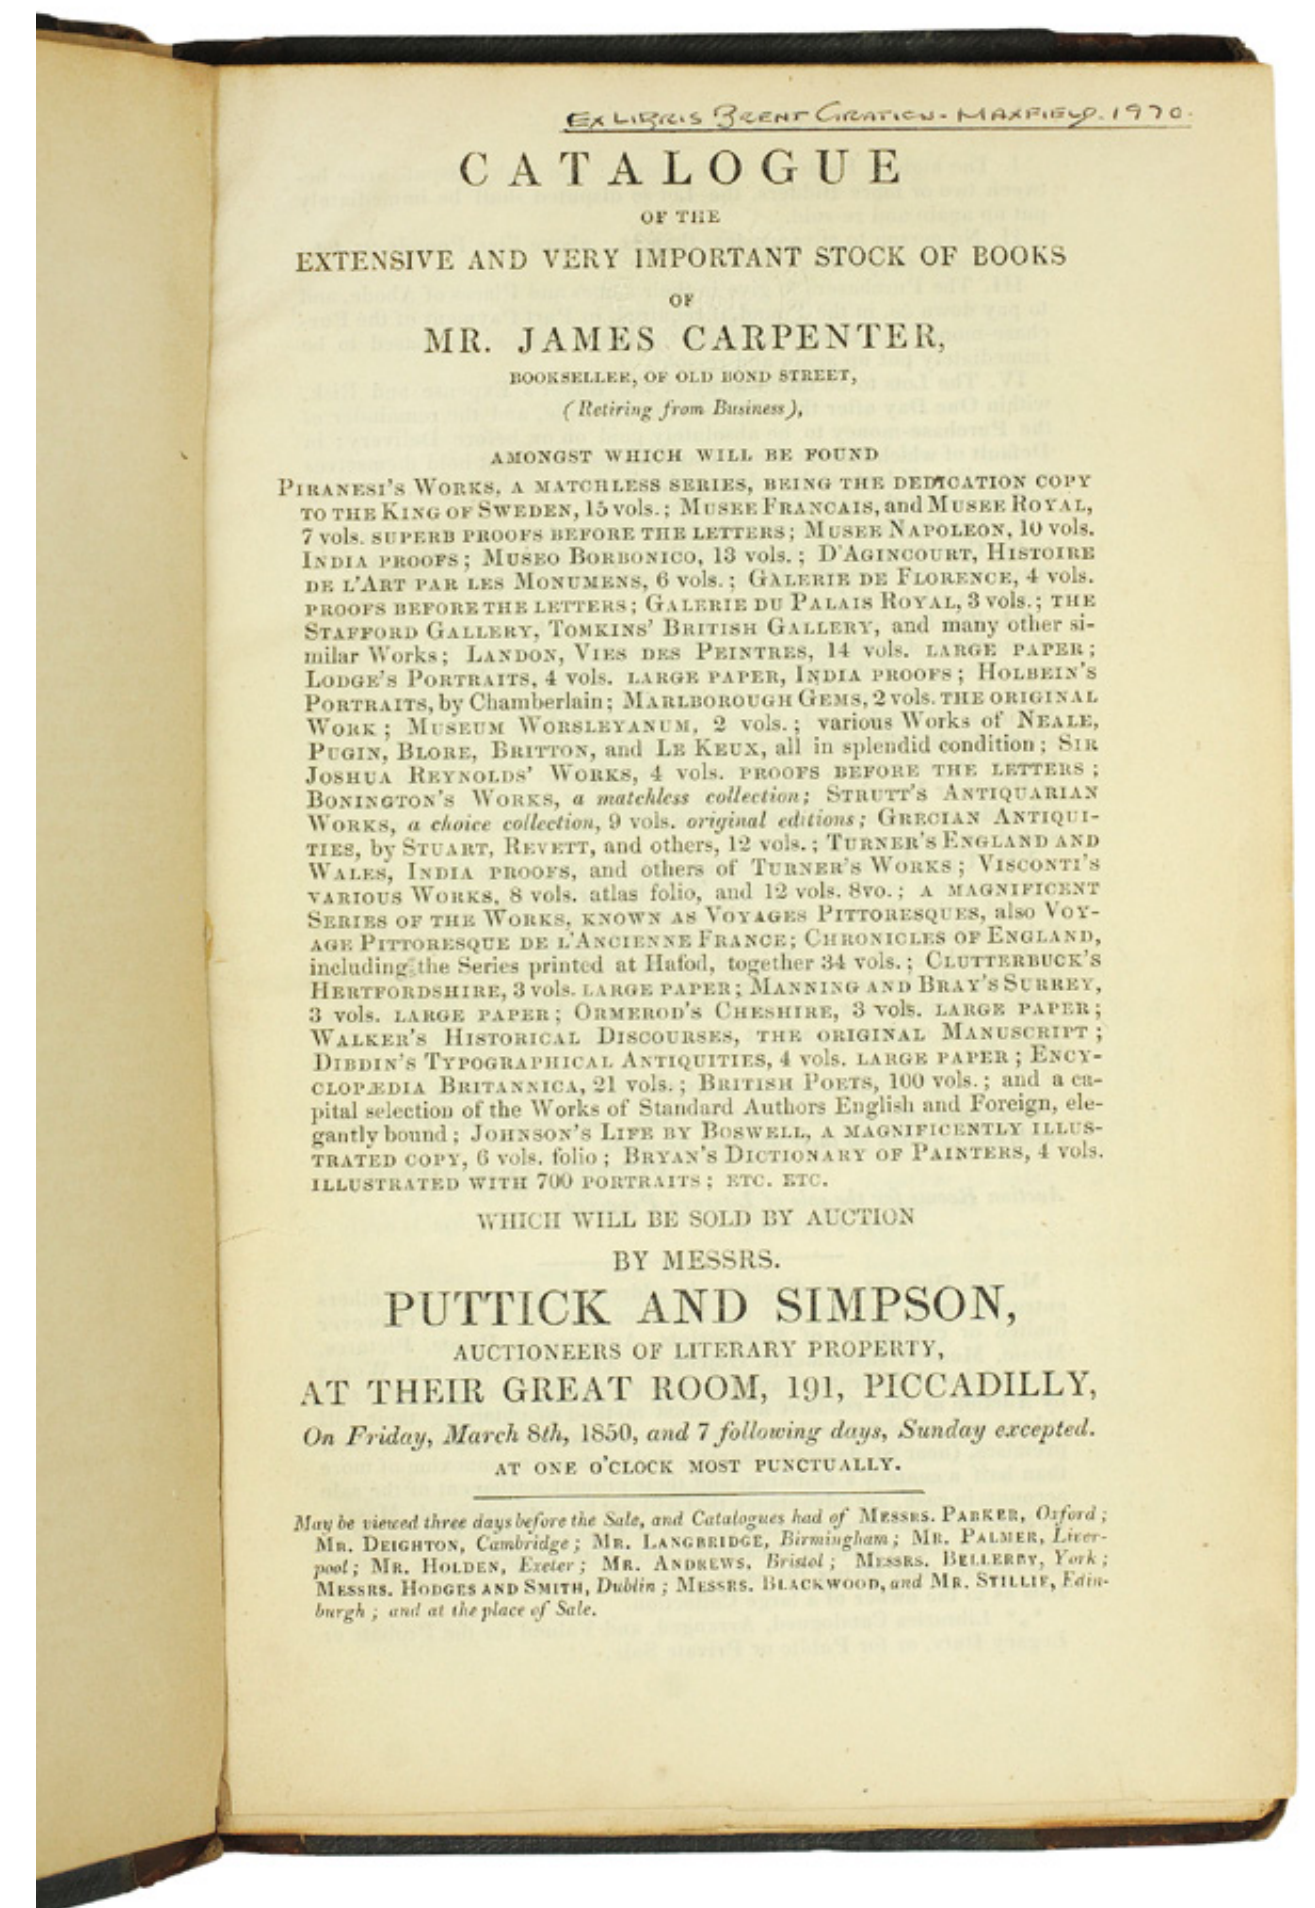 EX LIBRIS BRENT GRATION-MAXFIELD. 1970.
CATALOGUE
OF THE
EXTENSIVE AND VERY IMPORTANT STOCK OF BOOKS
OF
MR. JAMES CARPENTER,
BOOKSELLER, OF OLD BOND STREET,
(Retiring from Business),
AMONGST WHICH WILL BE FOUND
PIRANESI'S WORKS, A MATCHLESS SERIES, BEING THE DEDICATION COPY
TO THE KING OF SWEDEN, 15 vols.; MUSEE FRANCAIS, and MUSEE ROYAL,
7 vols. SUPERB PROOFS BEFORE THE LETTERS; MUSEE NAPOLEON, 10 vols.
INDIA PROOFS; MUSEO BORBONICO, 13 vols.; D'AGINCOURT, HISTOIRE
DE L'ART PAR LES MONUMENS, 6 vols.; GALERIE DE FLORENCE, 4 vols.
PROOFS BEFORE THE LETTERS; GALERIE DU PALAIS ROYAL, 3 vols.; THE
STAFFORD GALLERY, TOMKINS' BRITISH GALLERY, and many other si-
milar Works; LANDON, VIES DES PEINTRES, 14 vols. LARGE PAPER;
LODGE'S PORTRAITS, 4 vols. LARGE PAPER, INDIA PROOFS; HOLBEIN'S
PORTRAITS, by Chamberlain; MARLBOROUGH GEMS, 2 vols. THE ORIGINAL
WORK; MUSEUM WORSLEYANUM, 2 vols.; various Works of NEALE,
PUGIN, BLORE, BRITTON, and LE KEUX, all in splendid condition; SIR
JOSHUA REYNOLDS' WORKS, 4 vols. PROOFS BEFORE THE LETTERS;
BONINGTON'S WORKS, a matchless collection; STRUTT'S ANTIQUARIAN
WORKS, a choice collection, 9 vols. original editions; GRECIAN ANTIQUI-
TIES, by STUART, REVETT, and others, 12 vols.; TURNER'S ENGLAND AND
WALES, INDIA PROOFS, and others of TURNER'S WORKS; VISCONTI'S
VARIOUS WORKS, 8 vols. atlas folio, and 12 vols. 8vo.; A MAGNIFICENT
SERIES OF THE WORKS, KNOWN AS VOYAGES PITTORESQUES, also VOY-
AGE PITTORESQUE DE L'ANCIENNE FRANCE; CHRONICLES OF ENGLAND,
including the Series printed at Hafod, together 34 vols.; CLUTTERBUCK'S
HERTFORDSHIRE, 3 vols. LARGE PAPER; MANNING AND BRAY'S SURREY,
3 vols. LARGE PAPER; ORMEROD'S CHESHIRE, 3 vols. LARGE PAPER;
WALKER'S HISTORICAL DISCOURSES, THE ORIGINAL MANUSCRIPT;
DIBDIN'S TYPOGRAPHICAL ANTIQUITIES, 4 vols. LARGE PAPER; ENCY-
CLOPÆDIA BRITANNICA, 21 vols.; BRITISH POETS, 100 vols.; and a ca-
pital selection of the Works of Standard Authors English and Foreign, ele-
gantly bound; JOHNSON'S LIFE BY BOSWELL, A MAGNIFICENTLY ILLUS-
TRATED COPY, 6 vols. folio; BRYAN'S DICTIONARY OF PAINTERS, 4 vols.
ILLUSTRATED WITH 700 PORTRAITS; ETC. ETC.
WHICH WILL BE SOLD BY AUCTION
BY MESSRS.
PUTTICK AND SIMPSON,
AUCTIONEERS OF LITERARY PROPERTY,
AT THEIR GREAT ROOM, 191, PICCADILLY,
On Friday, March 8th, 1850, and 7 following days, Sunday excepted.
AT ONE O'CLOCK MOST PUNCTUALLY.
May be viewed three days before the Sale, and Catalogues had of MESSRS. PARKER, Oxford;
MR. DEIGHTON, Cambridge; MR. LANGBRIDGE, Birmingham; MR. PALMER, Liver-
pool; MR. HOLDEN, Exeter; MR. ANDREWS, Bristol; MESSRS. BELLERBY, York;
MESSRS. HODGES AND SMITH, Dublin; MESSRS. BLACKWOOD, and MR. STILLIE, Edin-
burgh; and at the place of Sale.